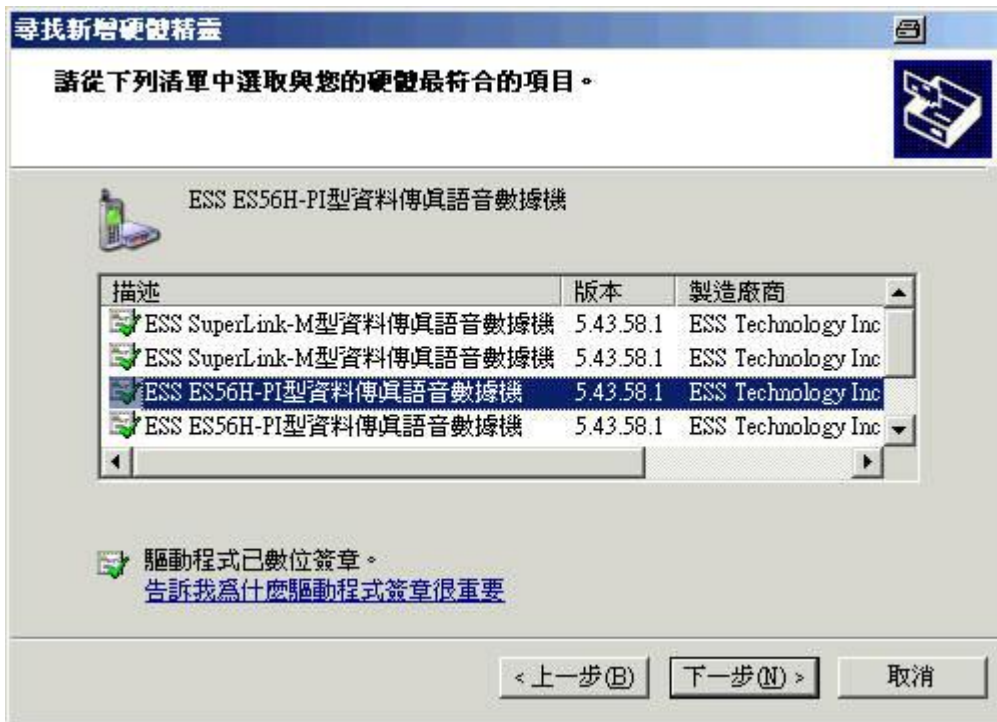 尋找新增硬體精靈
請從下列清單中選取與您的硬體最符合的項目。
ESS ES56H-PI型資料傳真語音數據機
描述 版本 製造廠商
ESS SuperLink-M型資料傳真語音數據機 5.43.58.1 ESS Technology Inc
ESS SuperLink-M型資料傳真語音數據機 5.43.58.1 ESS Technology Inc
ESS ES56H-PI型資料傳真語音數據機 5.43.58.1 ESS Technology Inc
ESS ES56H-PI型資料傳真語音數據機 5.43.58.1 ESS Technology Inc
驅動程式已數位簽章。
告訴我為什麼驅動程式簽章很重要
<上一步(B) 下一步(N)> 取消